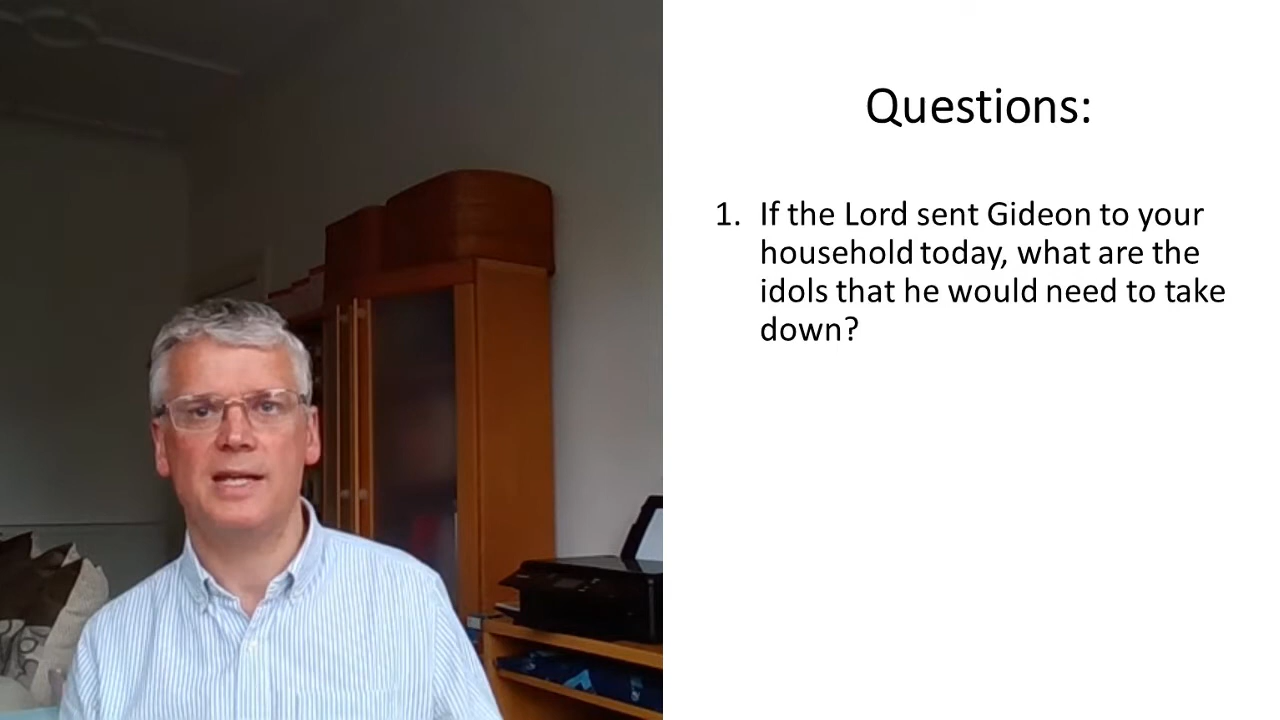 Questions:
1. If the Lord sent Gideon to your
household today, what are the
idols that he would need to take
down?